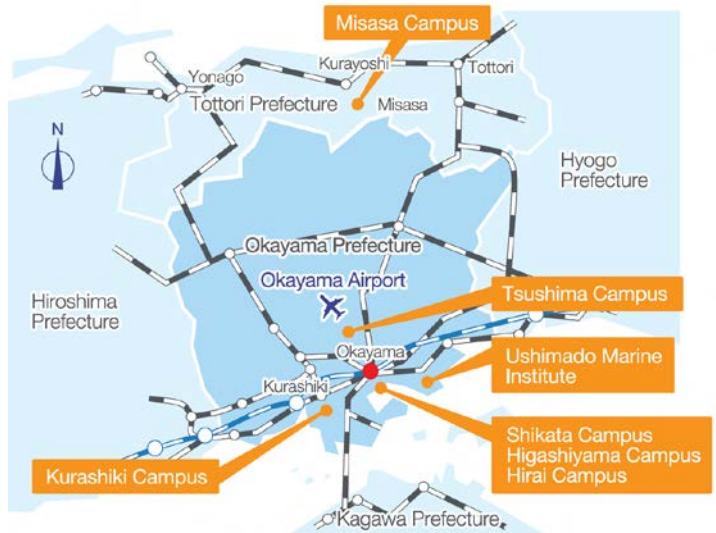 Misasa Campus
Kurayoshi
Tottori
Yonago
Tottori Prefecture
Misasa
N
Hyogo
Prefecture
Okayama Prefecture
Okayama Airport
Hiroshima
Prefecture
Tsushima Campus
Okayama
Ushimado Marine
Institute
Kurashiki
Shikata Campus
Higashiyama Campus
Hirai Campus
Kurashiki Campus
Kagawa Prefecture